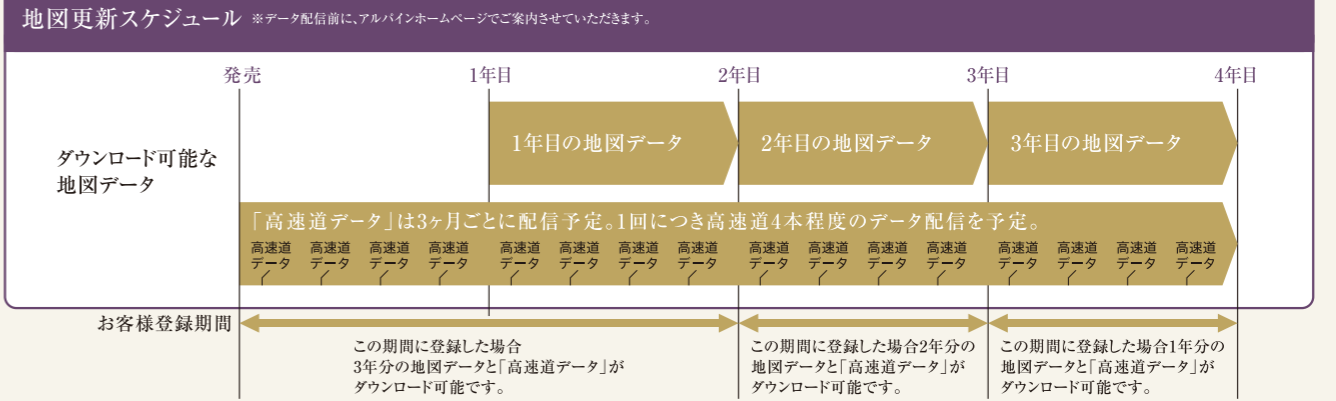 地図更新スケジュール ※データ配信前に、アルパインホームページでご案内させていただきます。
発売 1年目 2年目 3年目 4年目
ダウンロード可能な
地図データ
1年目の地図データ 2年目の地図データ 3年目の地図データ
「高速道データ」は3ヶ月ごとに配信予定。1回につき高速道4本程度のデータ配信を予定。
高速道 高速道 高速道 高速道 高速道 高速道 高速道 高速道 高速道 高速道 高速道 高速道 高速道 高速道 高速道 高速道
データ データ データ データ データ データ データ データ データ データ データ データ データ データ データ データ
お客様登録期間
この期間に登録した場合
3年分の地図データと「高速道データ」が
ダウンロード可能です。
この期間に登録した場合2年分の
地図データと「高速道データ」が
ダウンロード可能です。
この期間に登録した場合1年分の
地図データと「高速道データ」が
ダウンロード可能です。